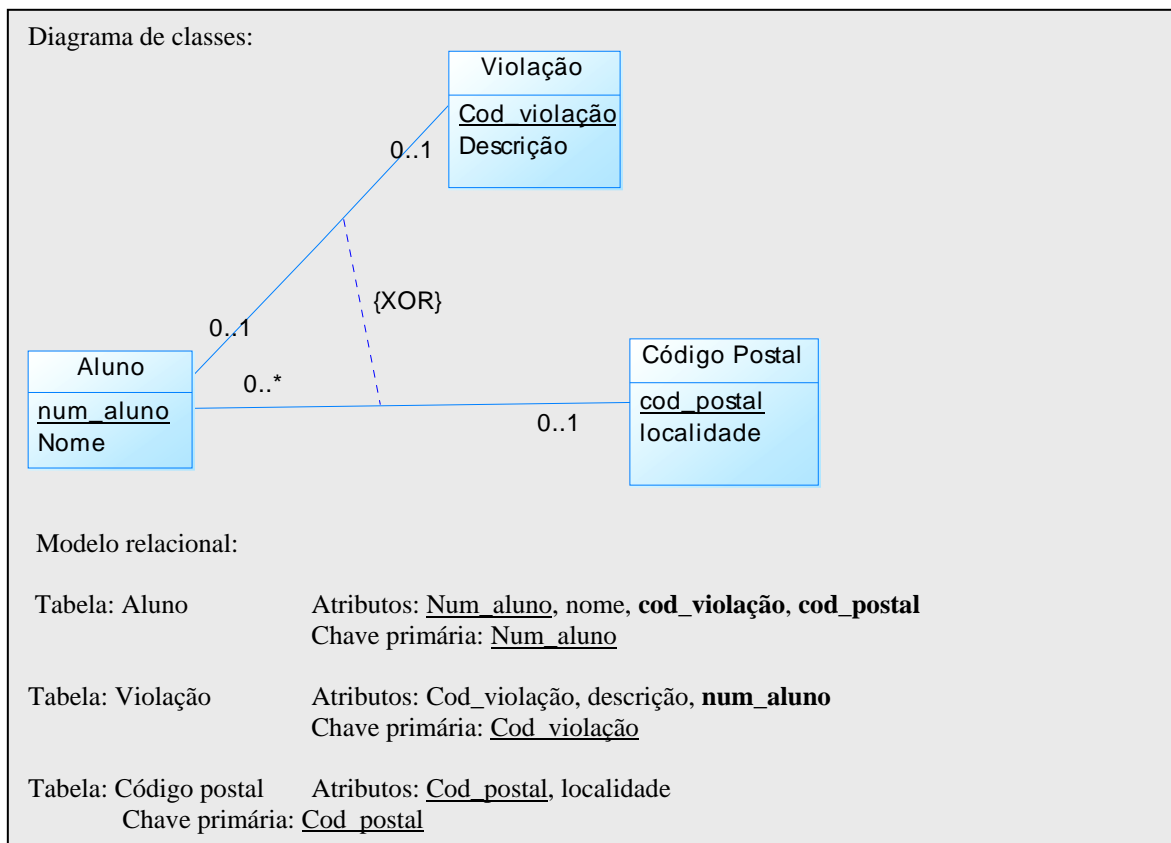 Diagrama de classes:
Violação
Cod_violação
Descrição
0..1
{XOR}
0..1
Aluno
num_aluno
Nome
0..*
0..1
Código Postal
cod_postal
localidade
Modelo relacional:
Tabela: Aluno Atributos: Num_aluno, nome, cod_violação, cod_postal
Chave primária: Num_aluno
Tabela: Violação Atributos: Cod_violação, descrição, num_aluno
Chave primária: Cod_violação
Tabela: Código postal Atributos: Cod_postal, localidade
Chave primária: Cod_postal